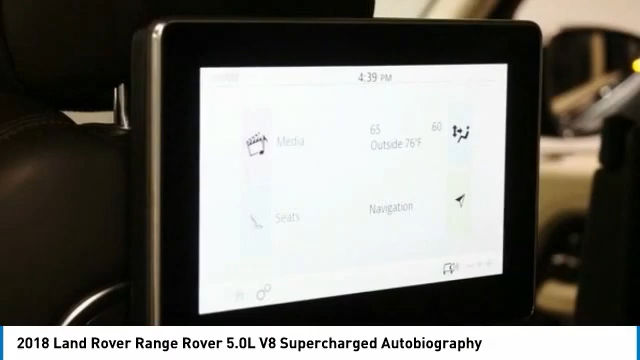 4:39 PM
65 60
Media
Outside 76°F
Seats
Navigation
2018 Land Rover Range Rover 5.0L V8 Supercharged Autobiography